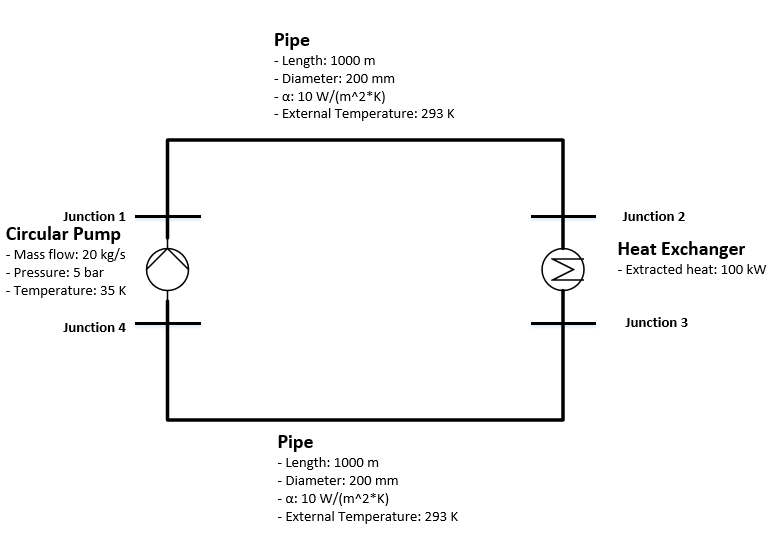 Pipe
- Length: 1000 m
- Diameter: 200 mm
- α: 10 W/(m^2*K)
- External Temperature: 293 K
Junction 1
Circular Pump
- Mass flow: 20 kg/s
- Pressure: 5 bar
- Temperature: 35 K
Junction 4
Junction 2
Heat Exchanger
- Extracted heat: 100 kW
Junction 3
Pipe
- Length: 1000 m
- Diameter: 200 mm
- α: 10 W/(m^2*K)
- External Temperature: 293 K